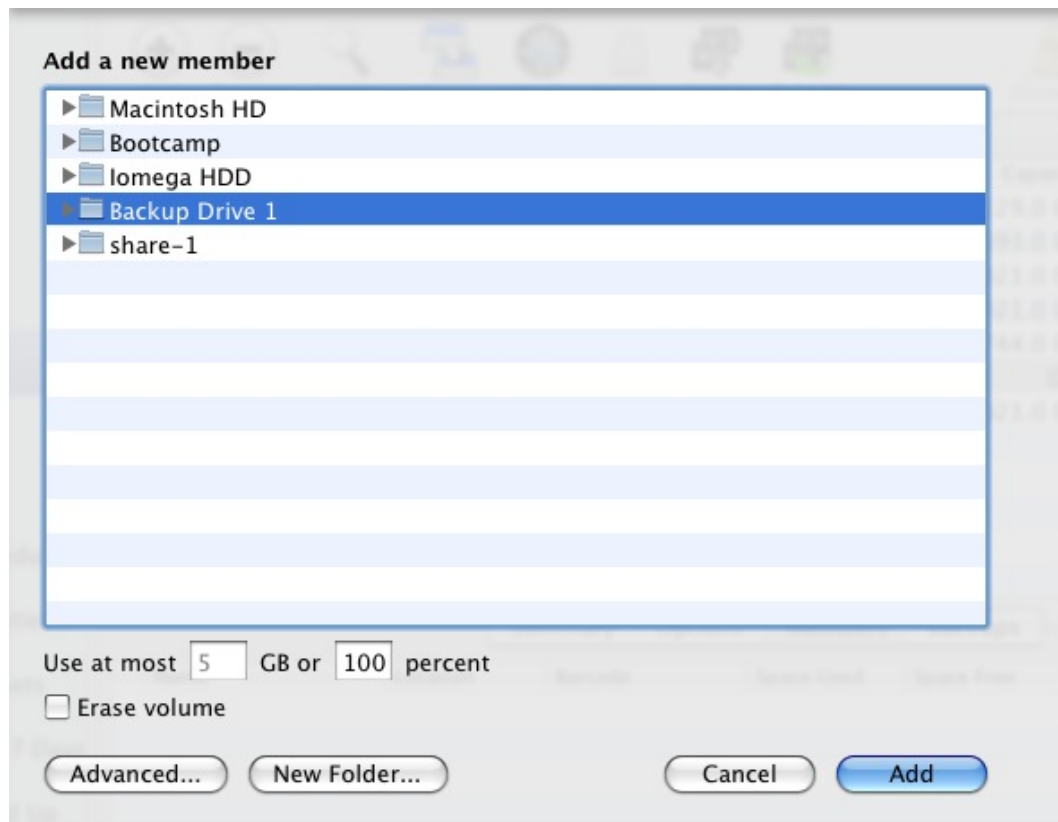 Add a new member
Macintosh HD
Bootcamp
Iomega HDD
Backup Drive 1
share-1
Use at most 5 GB or 100 percent
Erase volume
Advanced... New Folder... Cancel Add